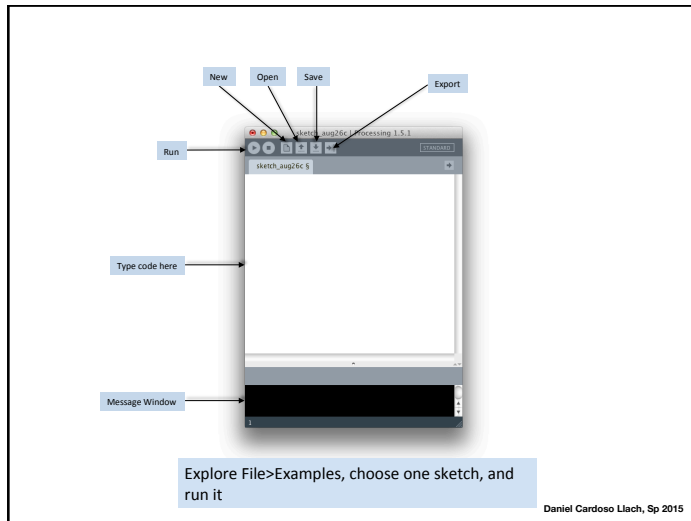 New
Open
Save
Export
sketch_aug26c | Processing 1.5.1
Run
STANDARD
sketch_aug26c §
Type code here
Message Window
1
Explore File>Examples, choose one sketch, and
run it
Daniel Cardoso Llach, Sp 2015